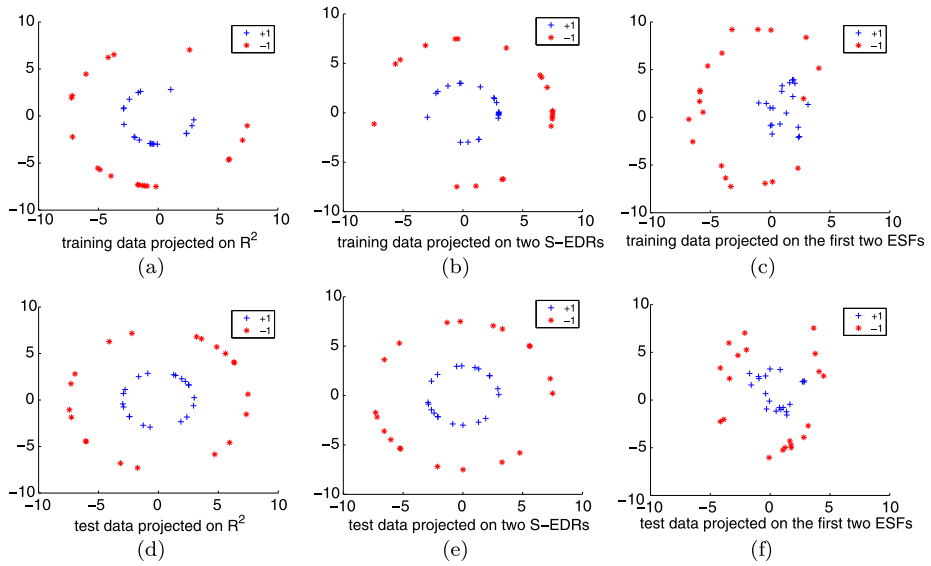 10
5
0
−5
−10
−10 −5 0 5 10
+1
−1
training data projected on R²
(a)
10
5
0
−5
−10
−10 −5 0 5 10
+1
−1
training data projected on two S−EDRs
(b)
10
5
0
−5
−10
−10 −5 0 5 10
+1
−1
training data projected on the first two ESFs
(c)
10
5
0
−5
−10
−10 −5 0 5 10
+1
−1
test data projected on R²
(d)
10
5
0
−5
−10
−10 −5 0 5 10
+1
−1
test data projected on two S−EDRs
(e)
10
5
0
−5
−10
−10 −5 0 5 10
+1
−1
test data projected on the first two ESFs
(f)